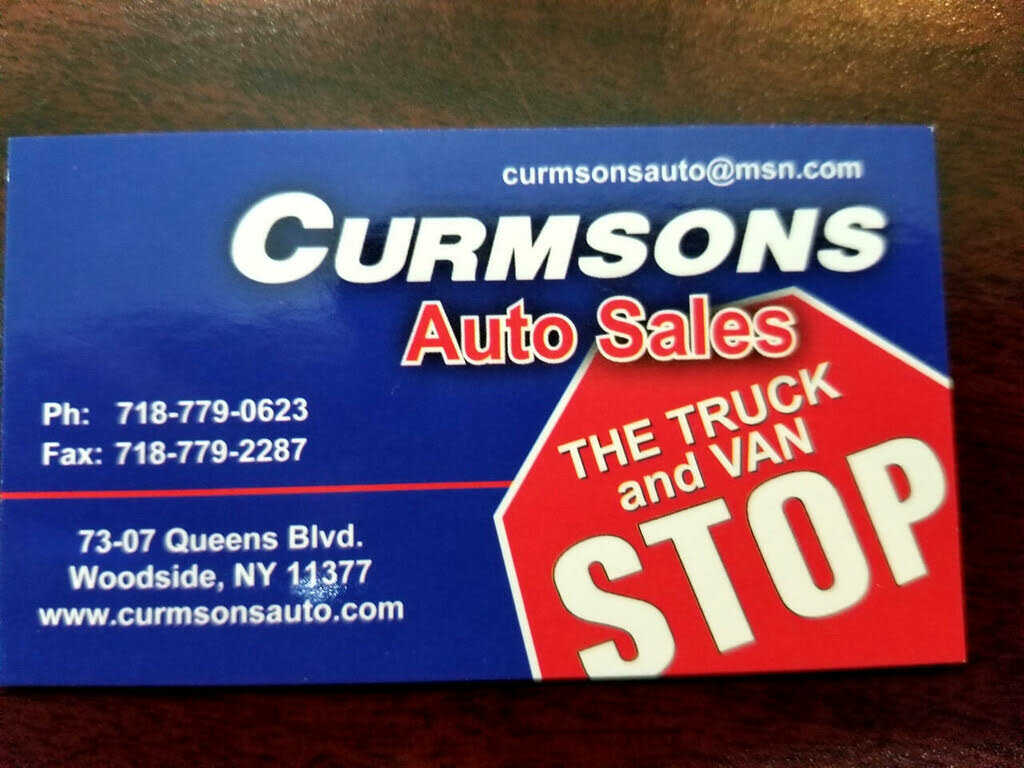 curmsonsauto@msn.com
CURMSONS
Auto Sales
Ph: 718-779-0623
Fax: 718-779-2287
THE TRUCK
and VAN
STOP
73-07 Queens Blvd.
Woodside, NY 11377
www.curmsonsauto.com